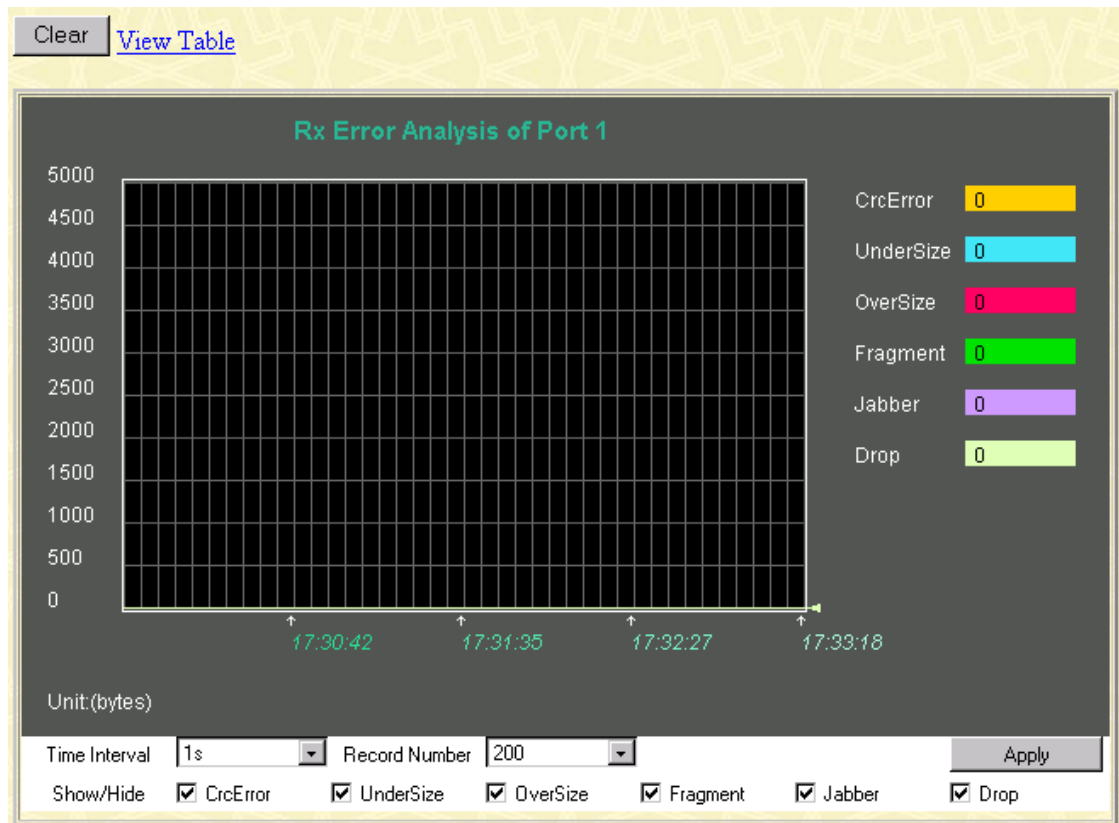 Clear View Table
Rx Error Analysis of Port 1
5000
4500
4000
3500
3000
2500
2000
1500
1000
500
0
CrcError 0
UnderSize 0
OverSize 0
Fragment 0
Jabber 0
Drop 0
17:30:42 17:31:35 17:32:27 17:33:18
Unit:(bytes)
Time Interval 1s Record Number 200 Apply
Show/Hide CrcError UnderSize OverSize Fragment Jabber Drop